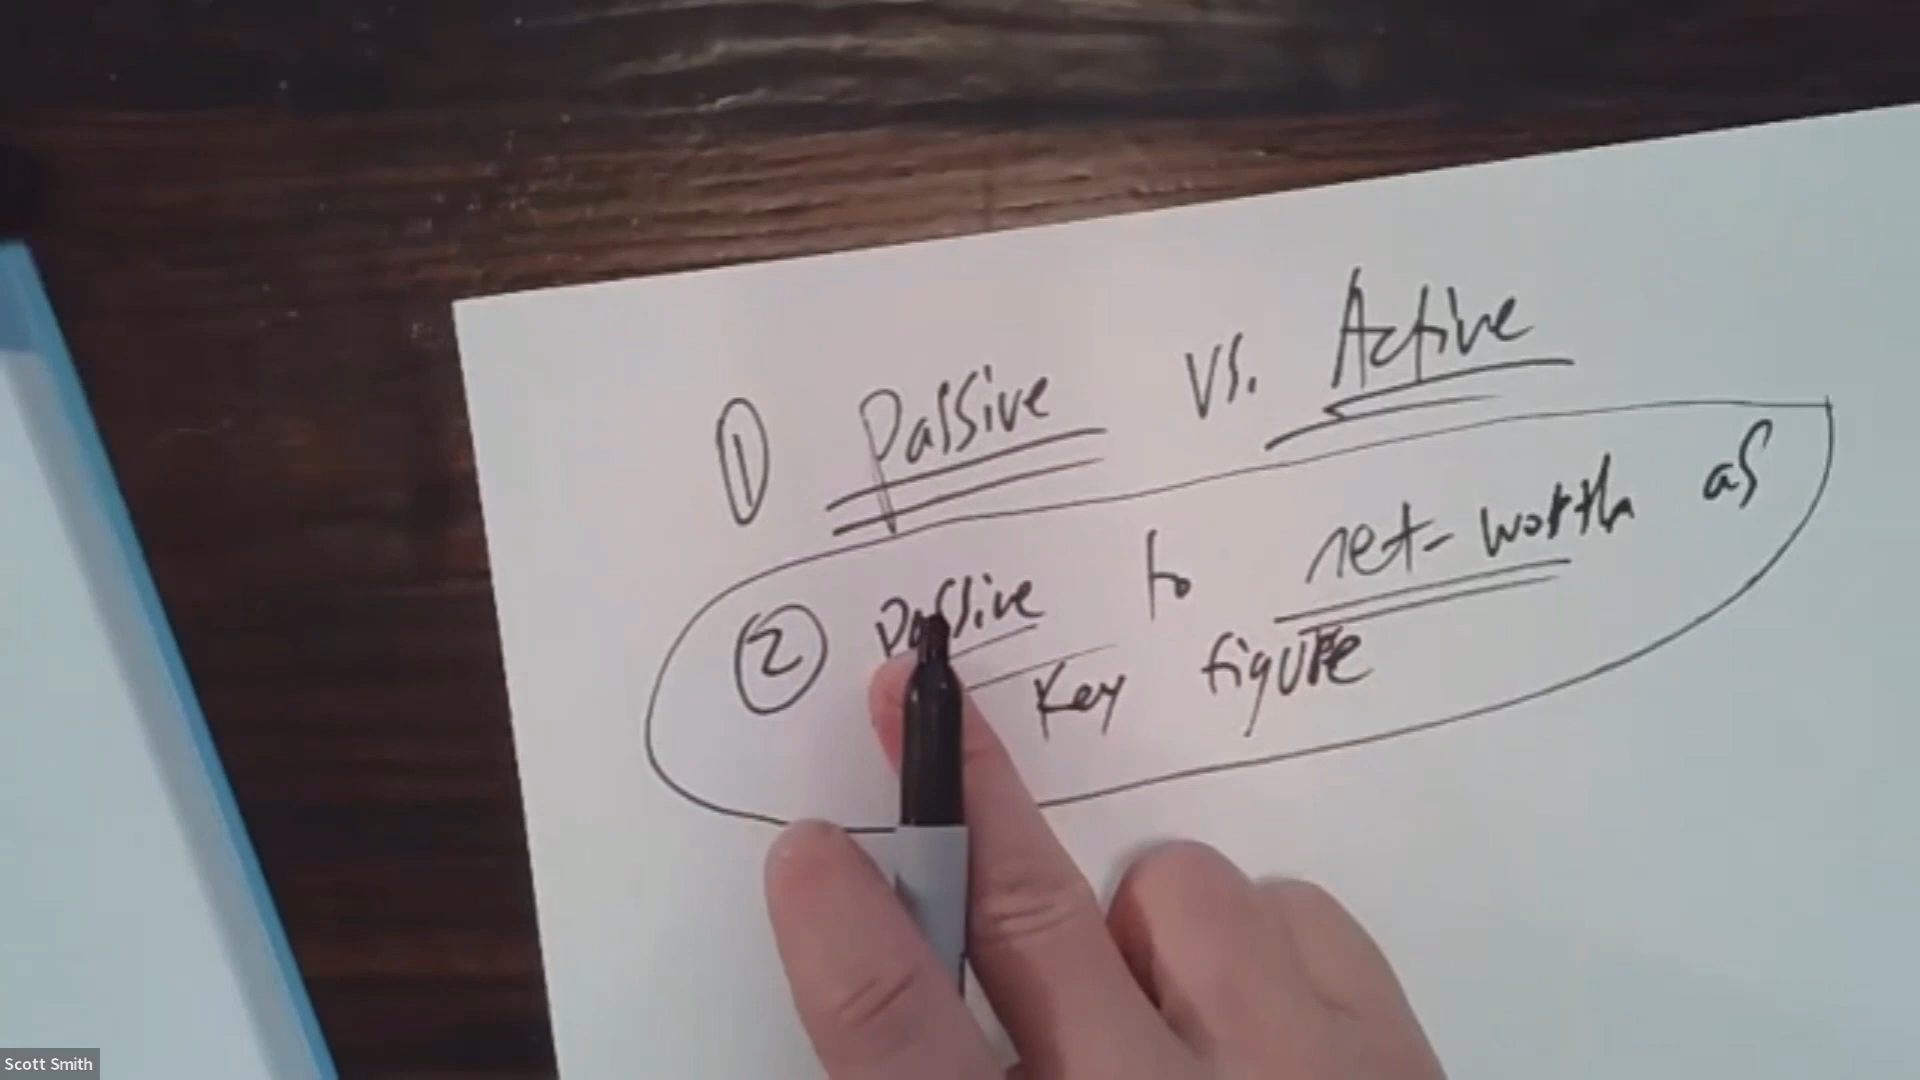 ① Passive vs. Active
② Passive to net-worth as
Key figure
Scott Smith